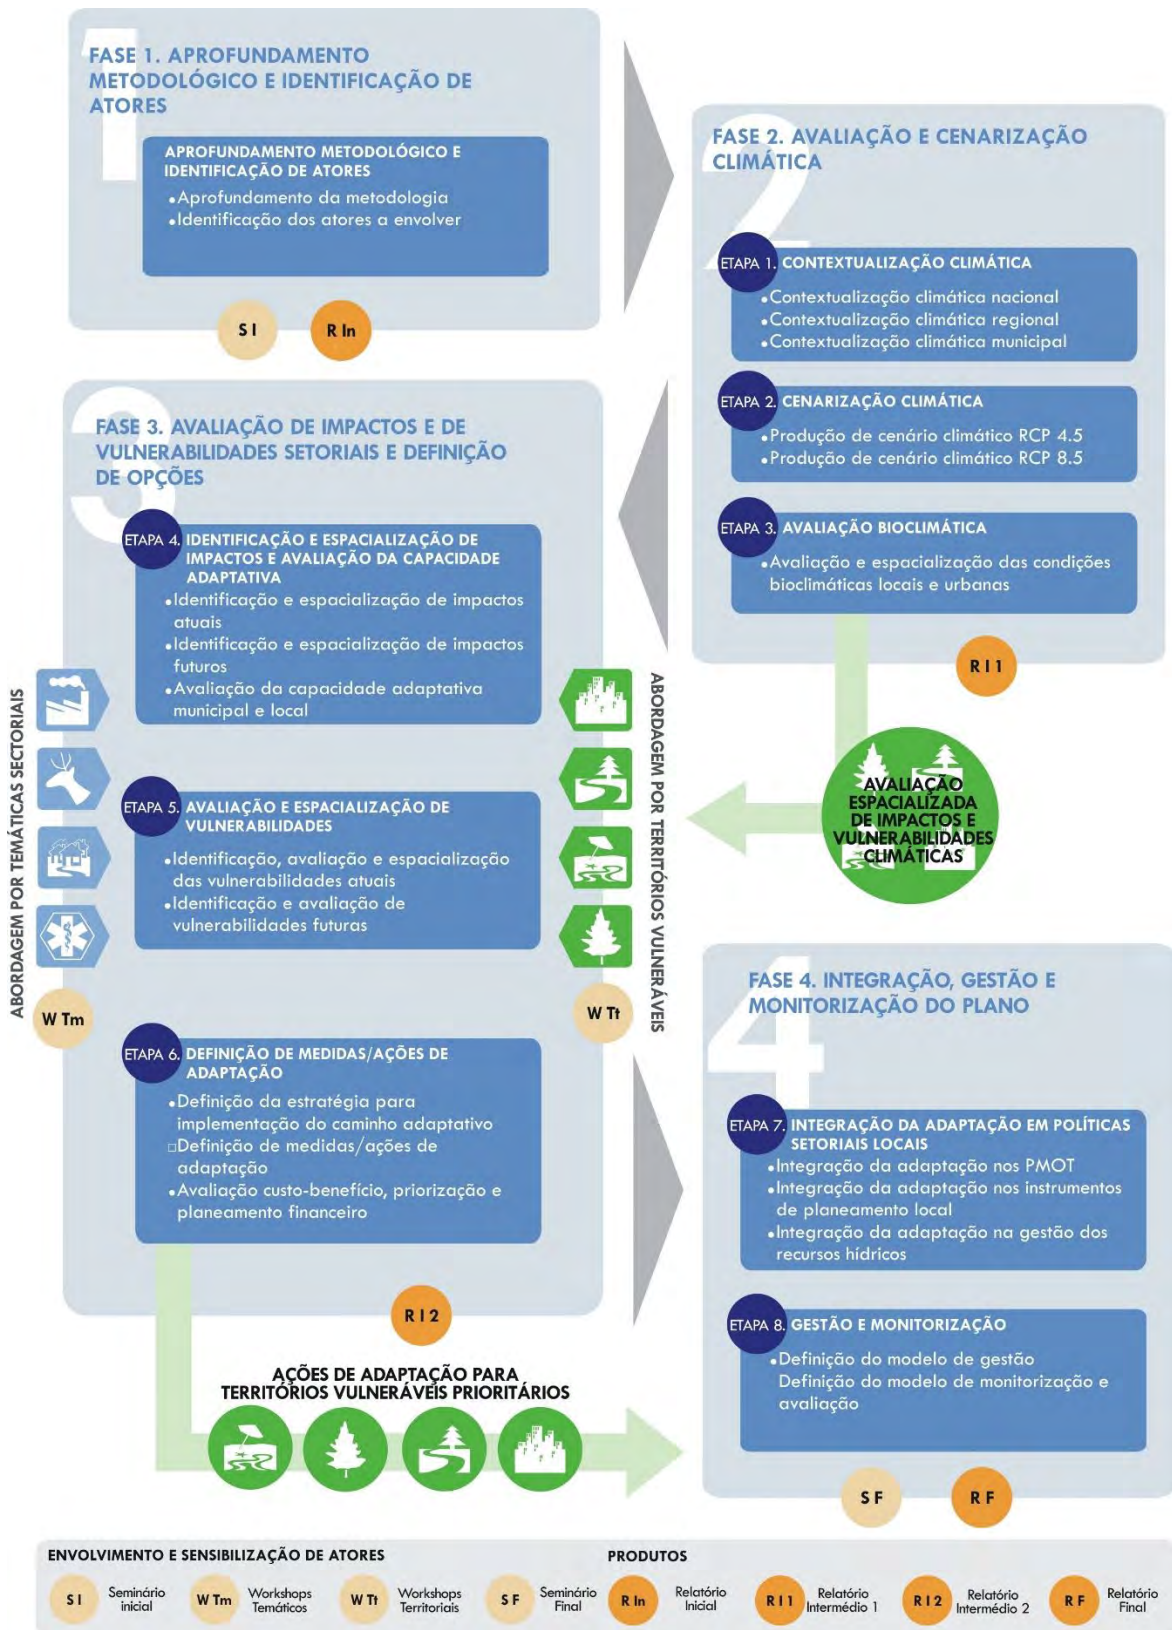 1
FASE 1. APROFUNDAMENTO
METODOLÓGICO E IDENTIFICAÇÃO DE
ATORES
APROFUNDAMENTO METODOLÓGICO E
IDENTIFICAÇÃO DE ATORES
•Aprofundamento da metodologia
•Identificação dos atores a envolver
S I
R In
2
FASE 2. AVALIAÇÃO E CENARIZAÇÃO
CLIMÁTICA
ETAPA 1. CONTEXTUALIZAÇÃO CLIMÁTICA
•Contextualização climática nacional
•Contextualização climática regional
•Contextualização climática municipal
ETAPA 2. CENARIZAÇÃO CLIMÁTICA
•Produção de cenário climático RCP 4.5
•Produção de cenário climático RCP 8.5
ETAPA 3. AVALIAÇÃO BIOCLIMÁTICA
•Avaliação e espacialização das condições
bioclimáticas locais e urbanas
R I 1
AVALIAÇÃO
ESPACIALIZADA
DE IMPACTOS E
VULNERABILIDADES
CLIMÁTICAS
3
FASE 3. AVALIAÇÃO DE IMPACTOS E DE
VULNERABILIDADES SETORIAIS E DEFINIÇÃO
DE OPÇÕES
ETAPA 4. IDENTIFICAÇÃO E ESPACIALIZAÇÃO DE
IMPACTOS E AVALIAÇÃO DA CAPACIDADE
ADAPTATIVA
•Identificação e espacialização de impactos
atuais
•Identificação e espacialização de impactos
futuros
•Avaliação da capacidade adaptativa
municipal e local
ABORDAGEM POR TEMÁTICAS SECTORIAIS
ABORDAGEM POR TERRITÓRIOS VULNERÁVEIS
ETAPA 5. AVALIAÇÃO E ESPACIALIZAÇÃO DE
VULNERABILIDADES
•Identificação, avaliação e espacialização
das vulnerabilidades atuais
•Identificação e avaliação de
vulnerabilidades futuras
W Tm
W Tt
ETAPA 6. DEFINIÇÃO DE MEDIDAS/AÇÕES DE
ADAPTAÇÃO
•Definição da estratégia para
implementação do caminho adaptativo
□Definição de medidas/ações de
adaptação
•Avaliação custo-benefício, priorização e
planeamento financeiro
R I 2
AÇÕES DE ADAPTAÇÃO PARA
TERRITÓRIOS VULNERÁVEIS PRIORITÁRIOS
4
FASE 4. INTEGRAÇÃO, GESTÃO E
MONITORIZAÇÃO DO PLANO
ETAPA 7. INTEGRAÇÃO DA ADAPTAÇÃO EM POLÍTICAS
SETORIAIS LOCAIS
•Integração da adaptação nos PMOT
•Integração da adaptação nos instrumentos
de planeamento local
•Integração da adaptação na gestão dos
recursos hídricos
ETAPA 8. GESTÃO E MONITORIZAÇÃO
•Definição do modelo de gestão
Definição do modelo de monitorização e
avaliação
S F
R F
ENVOLVIMENTO E SENSIBILIZAÇÃO DE ATORES
S I Seminário
inicial
W Tm Workshops
Temáticos
W Tt Workshops
Territoriais
S F Seminário
Final
PRODUTOS
R In Relatório
Inicial
R I 1 Relatório
Intermédio 1
R I 2 Relatório
Intermédio 2
R F Relatório
Final